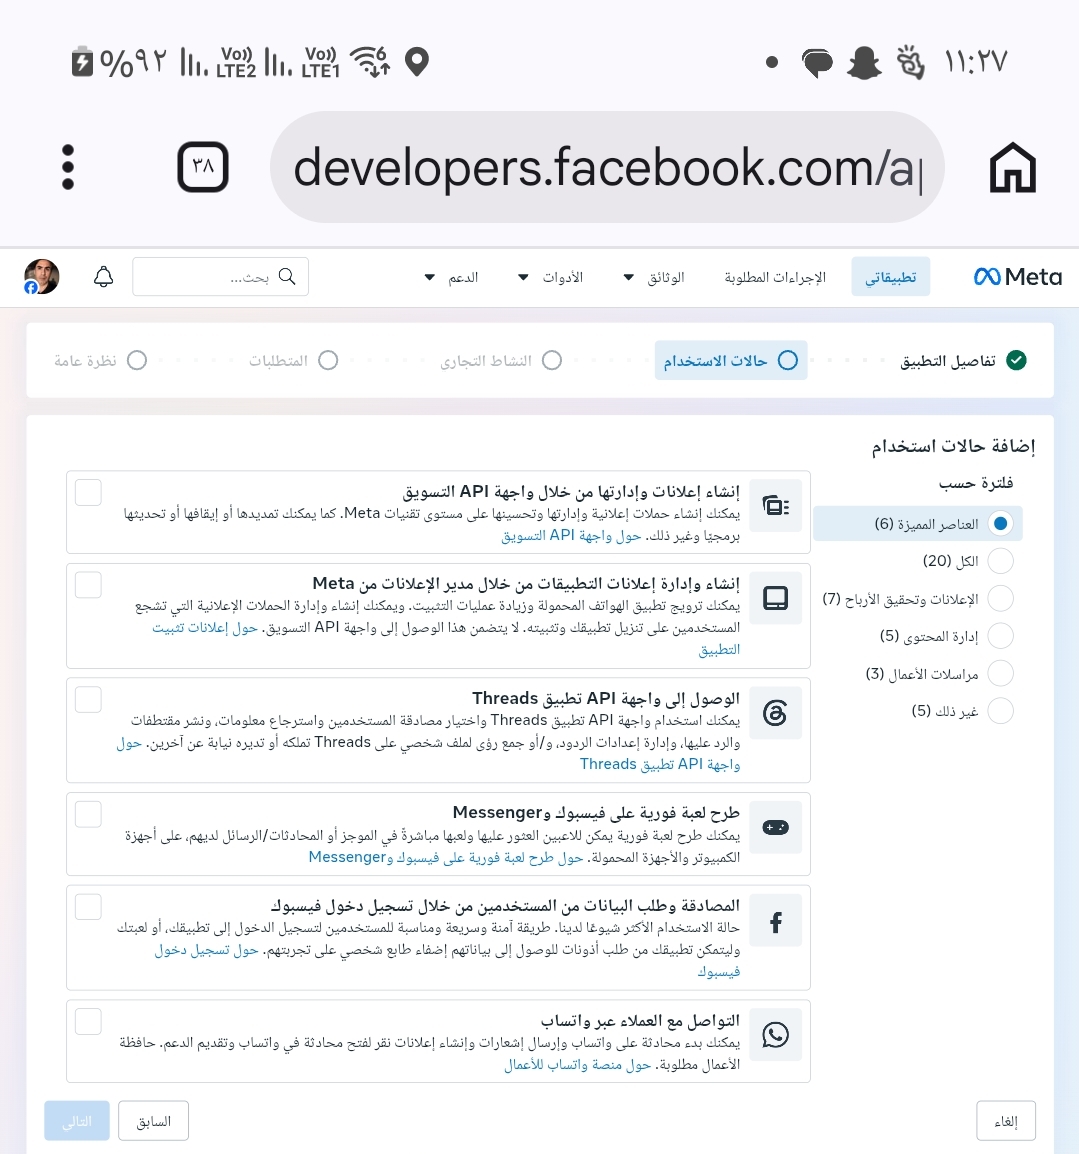 ١١:٢٧
Vo)) LTE1
Vo)) LTE2
%٩٢
developers.facebook.com/a
٣٨
Meta
تطبيقاتي
الإجراءات المطلوبة
الوثائق
الأدوات
الدعم
بحث...
تفاصيل التطبيق
حالات الاستخدام
النشاط التجاري
المتطلبات
نظرة عامة
إضافة حالات استخدام
فلترة حسب
العناصر المميزة (6)
الكل (20)
الإعلانات وتحقيق الأرباح (7)
إدارة المحتوى (5)
مراسلات الأعمال (3)
غير ذلك (5)
إنشاء إعلانات وإدارتها من خلال واجهة API التسويق
يمكنك إنشاء حملات إعلانية وإدارتها وتحسينها على مستوى تقنيات Meta. كما يمكنك تمديدها أو إيقافها أو تحديثها
برمجيًا وغير ذلك. حول واجهة API التسويق
إنشاء وإدارة إعلانات التطبيقات من خلال مدير الإعلانات من Meta
يمكنك ترويج تطبيق الهواتف المحمولة وزيادة عمليات التثبيت. ويمكنك إنشاء وإدارة الحملات الإعلانية التي تشجع
المستخدمين على تنزيل تطبيقك وتثبيته. لا يتضمن هذا الوصول إلى واجهة API التسويق. حول إعلانات تثبيت
التطبيق
الوصول إلى واجهة API تطبيق Threads
يمكنك استخدام واجهة API تطبيق Threads واختيار مصادقة المستخدمين واسترجاع معلومات، ونشر مقتطفات
والرد عليها، وإدارة إعدادات الردود، و/أو جمع رؤى لملف شخصي على Threads تملكه أو تديره نيابة عن آخرين. حول
واجهة API تطبيق Threads
طرح لعبة فورية على فيسبوك وMessenger
يمكنك طرح لعبة فورية يمكن للاعبين العثور عليها ولعبها مباشرةً في الموجز أو المحادثات/الرسائل لديهم، على أجهزة
الكمبيوتر والأجهزة المحمولة. حول طرح لعبة فورية على فيسبوك وMessenger
المصادقة وطلب البيانات من المستخدمين من خلال تسجيل دخول فيسبوك
حالة الاستخدام الأكثر شيوعًا لدينا. طريقة آمنة وسريعة ومناسبة للمستخدمين لتسجيل الدخول إلى تطبيقك، أو لعبتك
وليتمكن تطبيقك من طلب أذونات للوصول إلى بياناتهم إضفاء طابع شخصي على تجربتهم. حول تسجيل دخول
فيسبوك
التواصل مع العملاء عبر واتساب
يمكنك بدء محادثة على واتساب وإرسال إشعارات وإنشاء إعلانات نقر لفتح محادثة في واتساب وتقديم الدعم. حافظة
الأعمال مطلوبة. حول منصة واتساب للأعمال
إلغاء
السابق
التالي